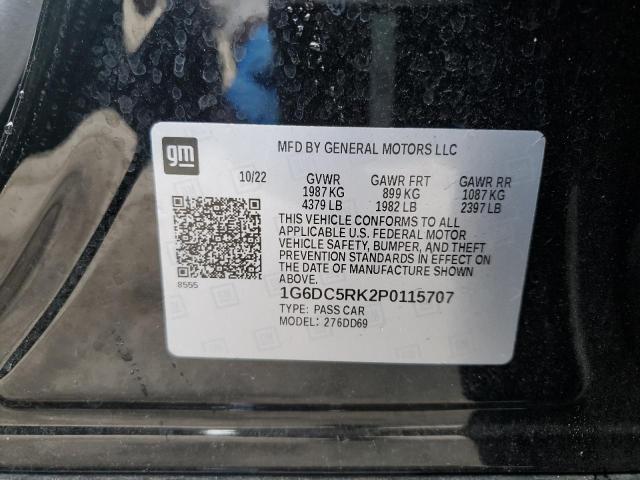 gm
MFD BY GENERAL MOTORS LLC
10/22 GVWR GAWR FRT GAWR RR
1987 KG 899 KG 1087 KG
4379 LB 1982 LB 2397 LB
THIS VEHICLE CONFORMS TO ALL
APPLICABLE U.S. FEDERAL MOTOR
VEHICLE SAFETY, BUMPER, AND THEFT
PREVENTION STANDARDS IN EFFECT ON
THE DATE OF MANUFACTURE SHOWN
ABOVE.
8555
1G6DC5RK2P0115707
TYPE: PASS CAR
MODEL: 276DD69